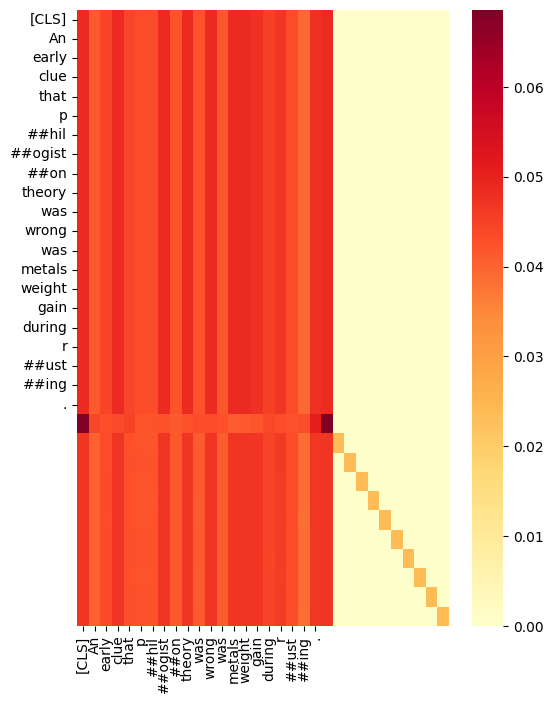 [CLS]
An
early
clue
that
p
##hil
##ogist
##on
theory
was
wrong
was
metals
weight
gain
during
r
##ust
##ing
.
0.06
0.05
0.04
0.03
0.02
0.01
0.00
[CLS]
An
early
clue
that
p
##hil
##ogist
##on
theory
was
wrong
was
metals
weight
gain
during
r
##ust
##ing
.